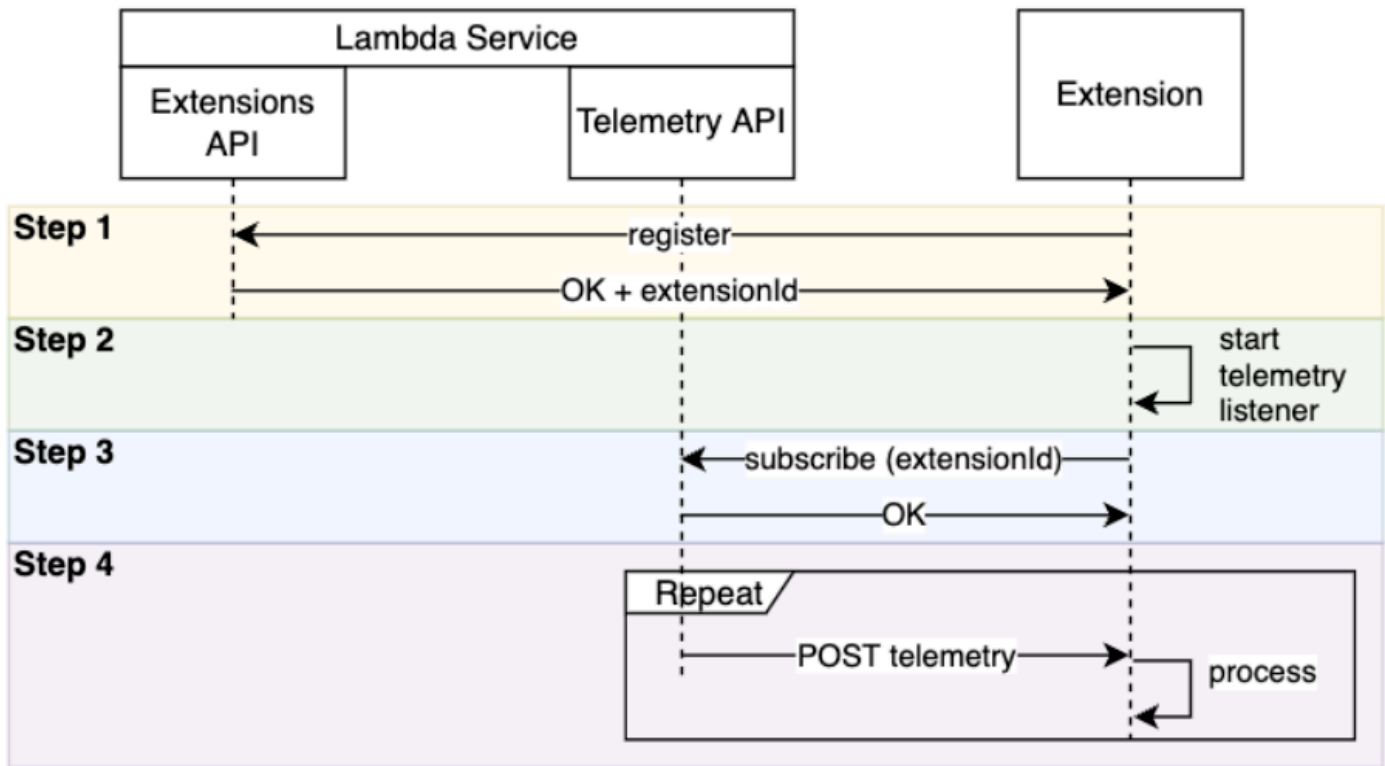 Lambda Service
Extensions
API
Telemetry API
Extension
Step 1
register
OK + extensionId
Step 2
start
telemetry
listener
Step 3
subscribe (extensionId)
OK
Step 4
Repeat
POST telemetry
process